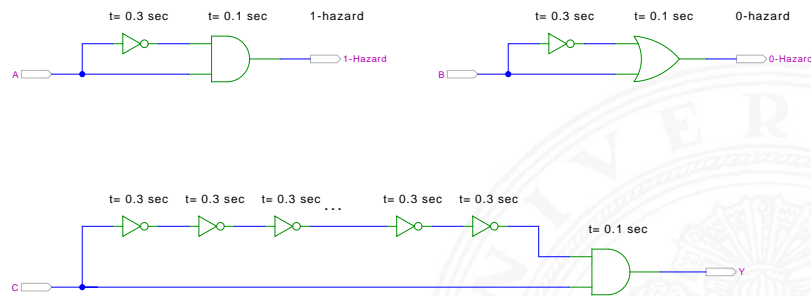 t= 0.3 sec t= 0.1 sec 1-hazard
A 1-Hazard
t= 0.3 sec t= 0.1 sec 0-hazard
B 0-Hazard
t= 0.3 sec t= 0.3 sec t= 0.3 sec ... t= 0.3 sec t= 0.3 sec
t= 0.1 sec
C Y
NIVER